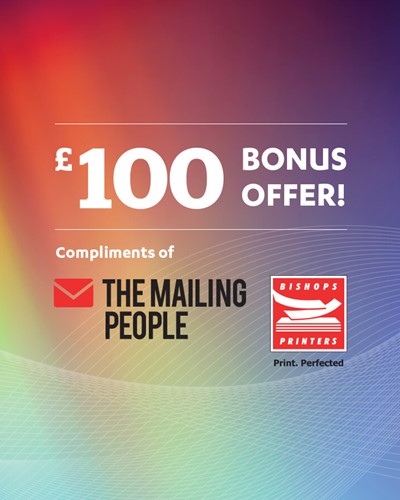 £100 BONUS
OFFER!
Compliments of
THE MAILING
PEOPLE
BISHOPS
PRINTERS
Print. Perfected